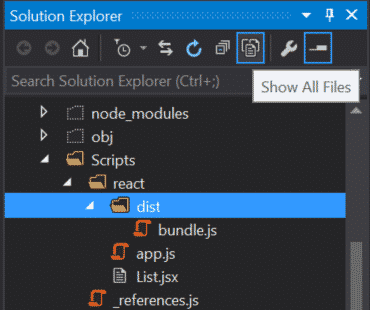 Solution Explorer
Search Solution Explorer (Ctrl+;)
Show All Files
node_modules
obj
Scripts
react
dist
bundle.js
app.js
List.jsx
_references.js